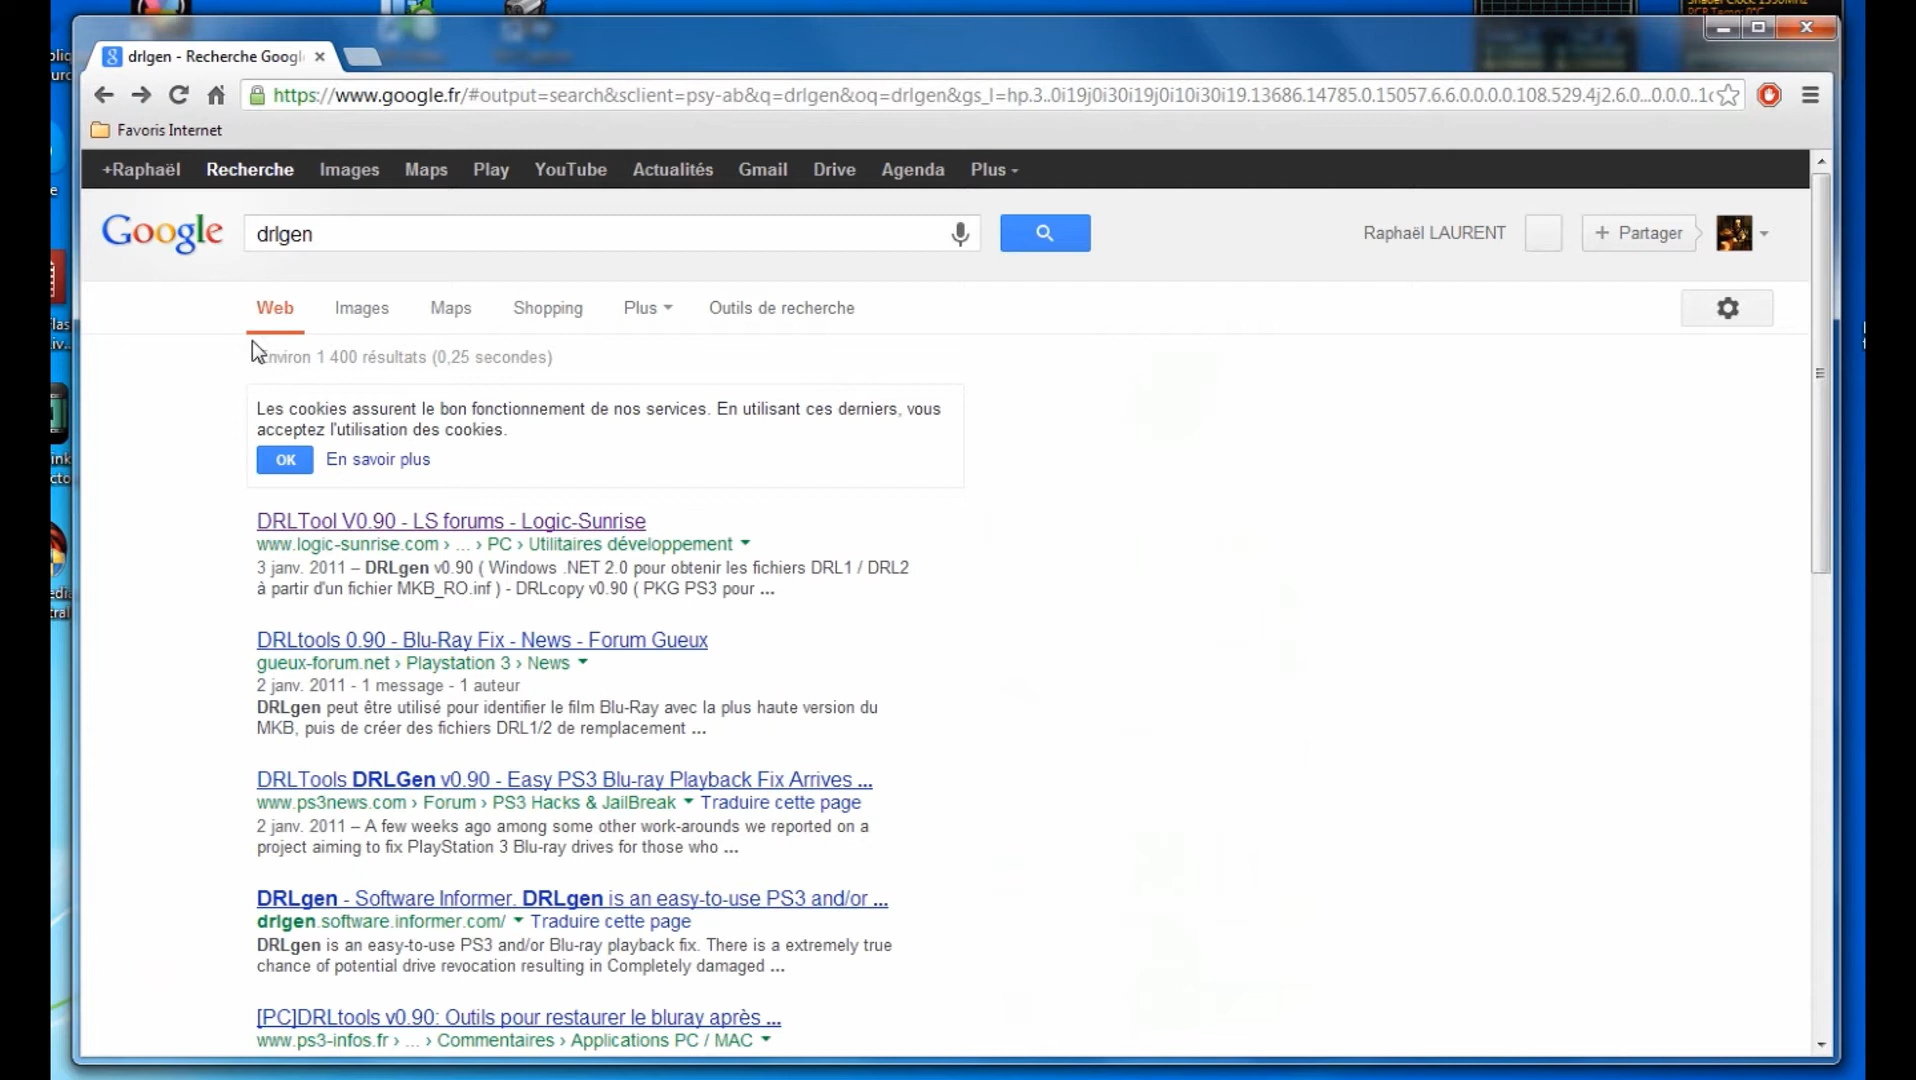 PCB Temp: 0°C
drlgen - Recherche Googl
https://www.google.fr/#output=search&sclient=psy-ab&q=drlgen&oq=drlgen&gs_l=hp.3..0i19j0i30i19j0i10i30i19.13686.14785.0.15057.6.6.0.0.0.0.108.529.4j2.6.0...0.0.0..1c
Favoris Internet
+Raphaël Recherche Images Maps Play YouTube Actualités Gmail Drive Agenda Plus
Google drlgen Raphaël LAURENT + Partager
Web Images Maps Shopping Plus Outils de recherche
nviron 1 400 résultats (0,25 secondes)
Les cookies assurent le bon fonctionnement de nos services. En utilisant ces derniers, vous
acceptez l'utilisation des cookies.
OK En savoir plus
DRLTool V0.90 - LS forums - Logic-Sunrise
www.logic-sunrise.com › ... › PC › Utilitaires développement
3 janv. 2011 – DRLgen v0.90 ( Windows .NET 2.0 pour obtenir les fichiers DRL1 / DRL2
à partir d'un fichier MKB_RO.inf ) - DRLcopy v0.90 ( PKG PS3 pour ...
DRLtools 0.90 - Blu-Ray Fix - News - Forum Gueux
gueux-forum.net › Playstation 3 › News
2 janv. 2011 - 1 message - 1 auteur
DRLgen peut être utilisé pour identifier le film Blu-Ray avec la plus haute version du
MKB, puis de créer des fichiers DRL1/2 de remplacement ...
DRLTools DRLGen v0.90 - Easy PS3 Blu-ray Playback Fix Arrives ...
www.ps3news.com › Forum › PS3 Hacks & JailBreak Traduire cette page
2 janv. 2011 – A few weeks ago among some other work-arounds we reported on a
project aiming to fix PlayStation 3 Blu-ray drives for those who ...
DRLgen - Software Informer. DRLgen is an easy-to-use PS3 and/or ...
drlgen.software.informer.com/ Traduire cette page
DRLgen is an easy-to-use PS3 and/or Blu-ray playback fix. There is a extremely true
chance of potential drive revocation resulting in Completely damaged ...
[PC]DRLtools v0.90: Outils pour restaurer le bluray après ...
www.ps3-infos.fr › ... › Commentaires › Applications PC / MAC